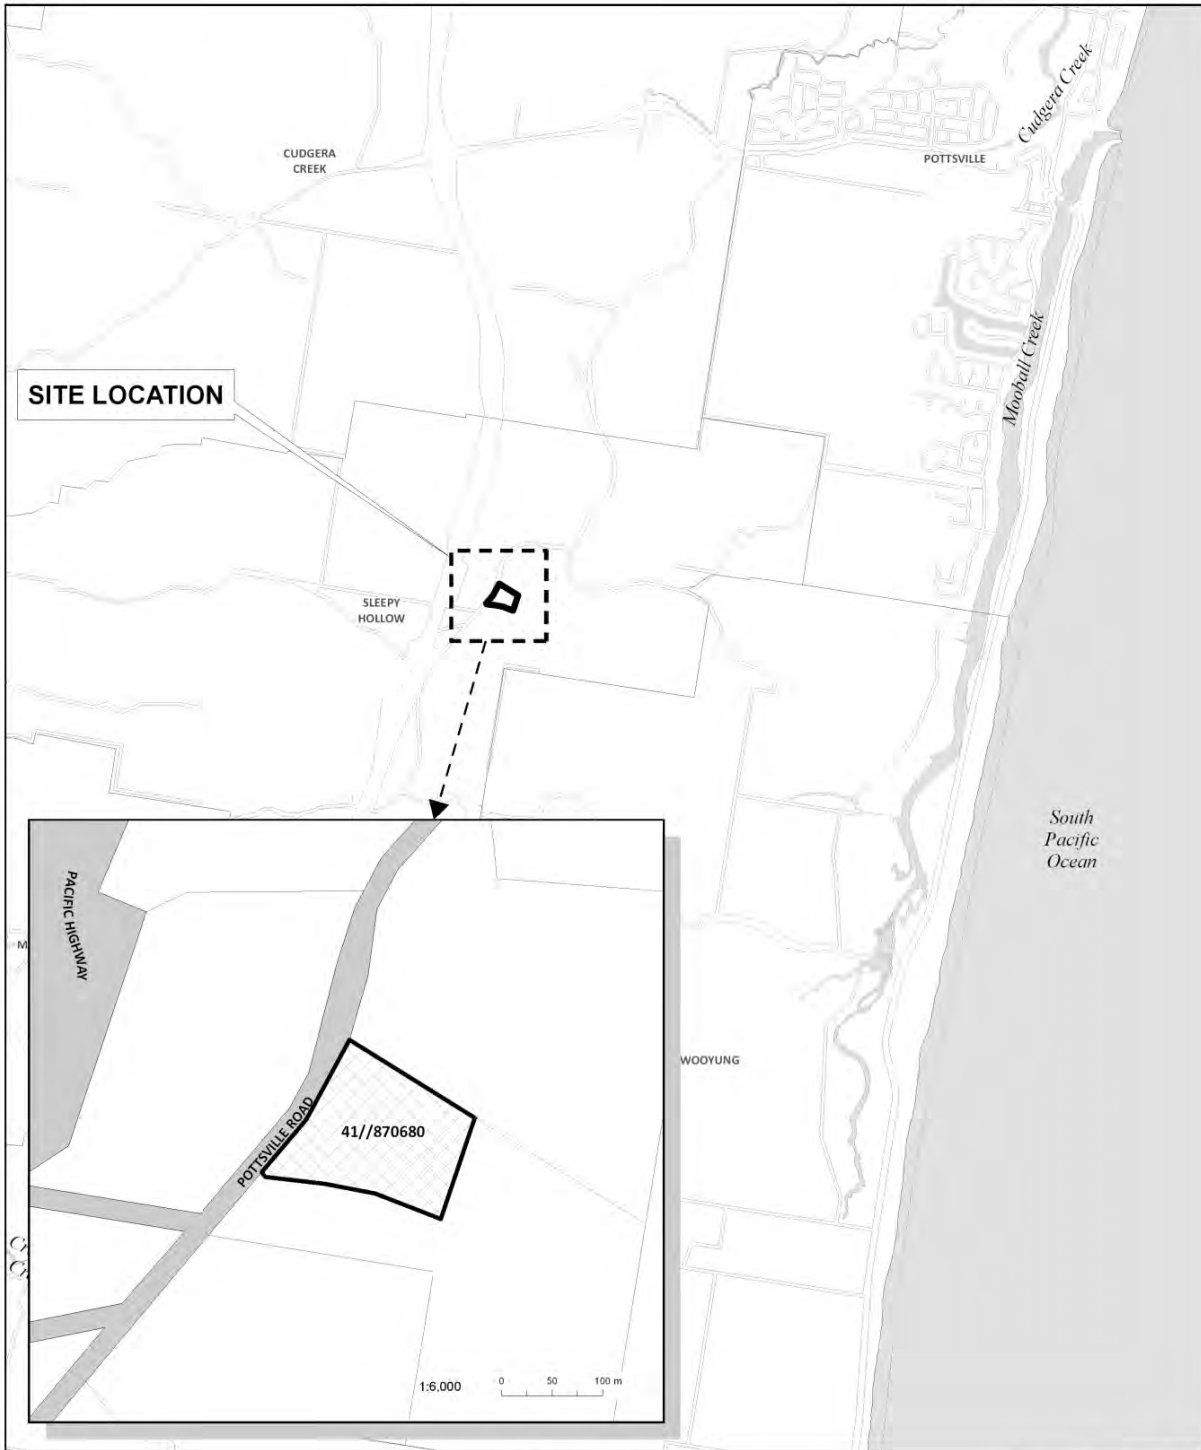 Cudgera Creek
CUDGERA
CREEK
POTTSVILLE
Mooball Creek
SITE LOCATION
SLEEPY
HOLLOW
South
Pacific
Ocean
PACIFIC HIGHWAY
M
POTTSVILLE ROAD
41//870680
WOOYUNG
1:6,000
0 50 100 m